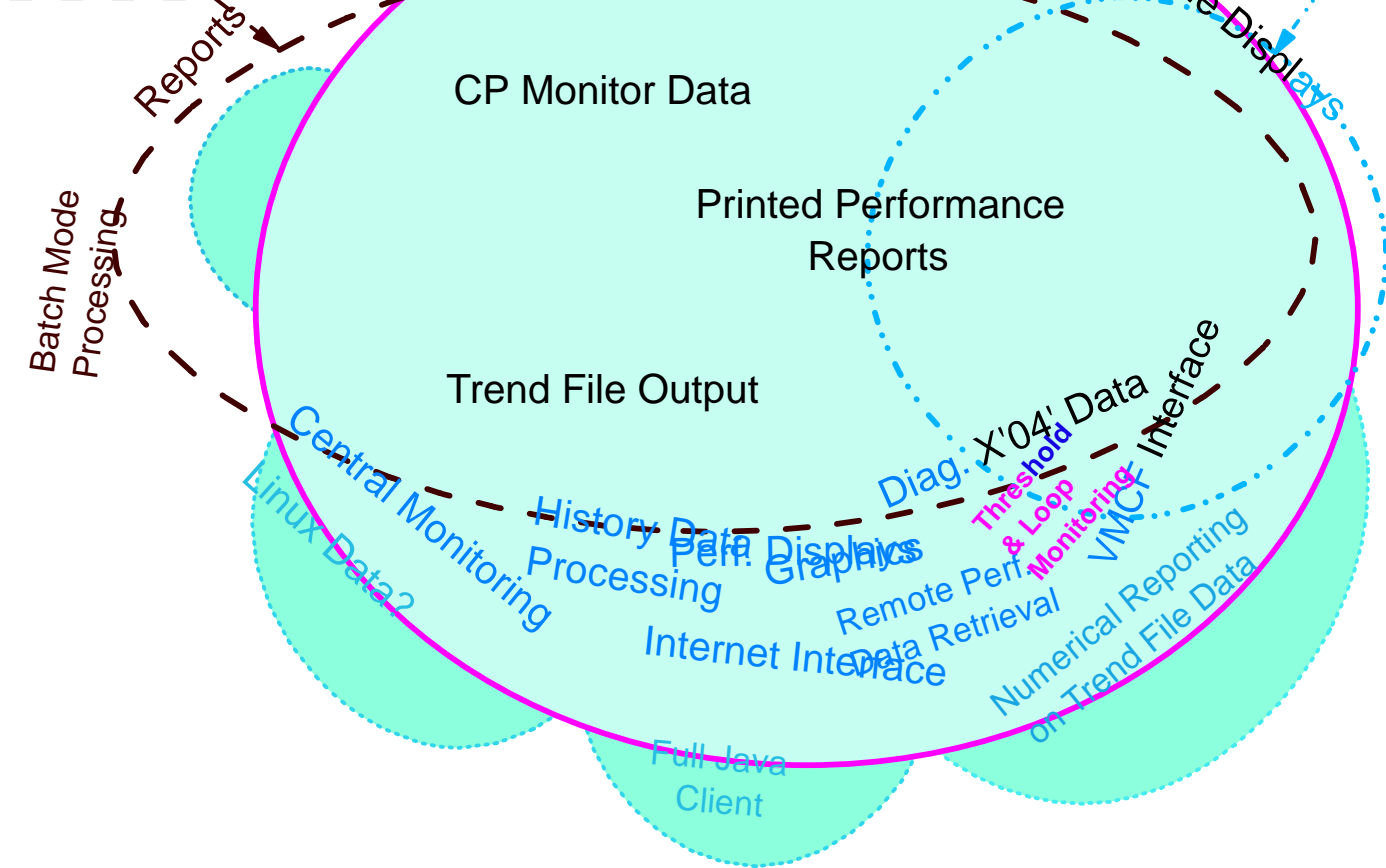 Reports
Displays
CP Monitor Data
Batch Mode
Processing
Printed Performance
Reports
Trend File Output
Diag. X'04' Data
VMCF Interface
Threshold
& Loop
Monitoring
Central Monitoring
Linux Data?
History Data
Processing
Perf. Displays
Graphics
Remote Perf.
Data Retrieval
Internet Interface
Numerical Reporting
on Trend File Data
Full Java
Client